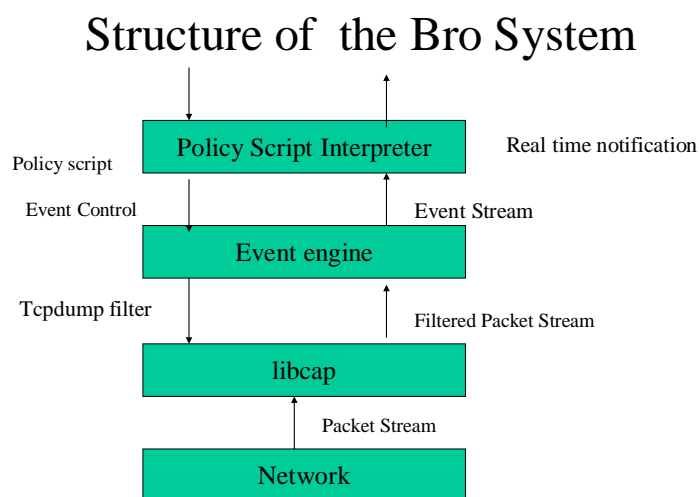 Structure of the Bro System
Policy Script Interpreter
Real time notification
Policy script
Event Control
Event Stream
Event engine
Tcpdump filter
Filtered Packet Stream
libcap
Packet Stream
Network